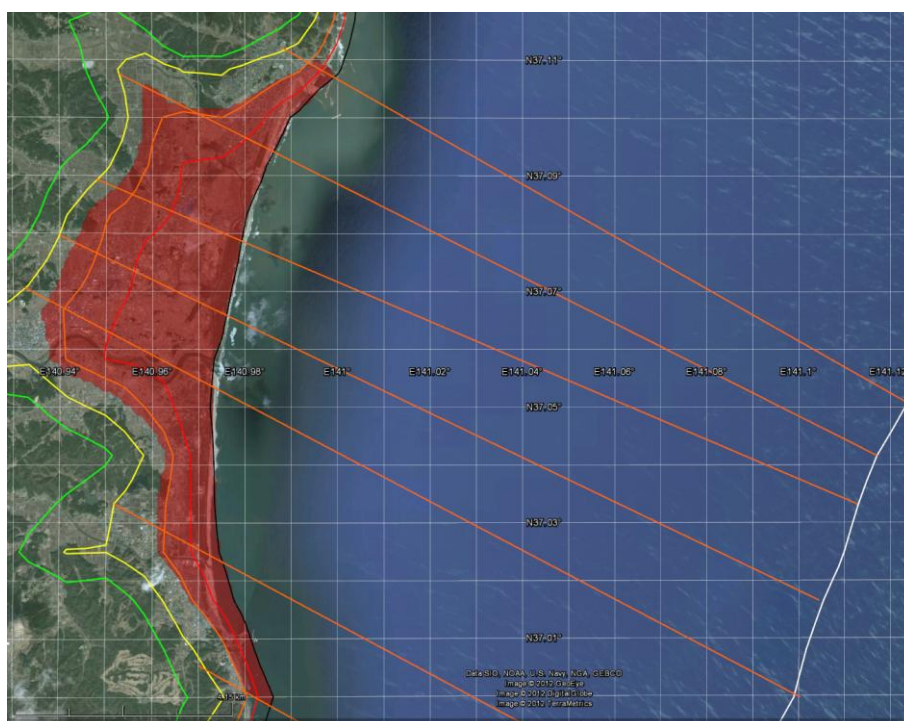 N37.11°
N37.09°
N37.07°
E140.94° E140.96° E140.98° E141° E141.02° E141.04° E141.06° E141.08° E141.1° E141.12
N37.05°
N37.03°
N37.01°
Data SIO, NOAA, U.S. Navy, NGA, GEBCO
Image © 2012 GeoEye
Image © 2012 DigitalGlobe
Image © 2012 TerraMetrics